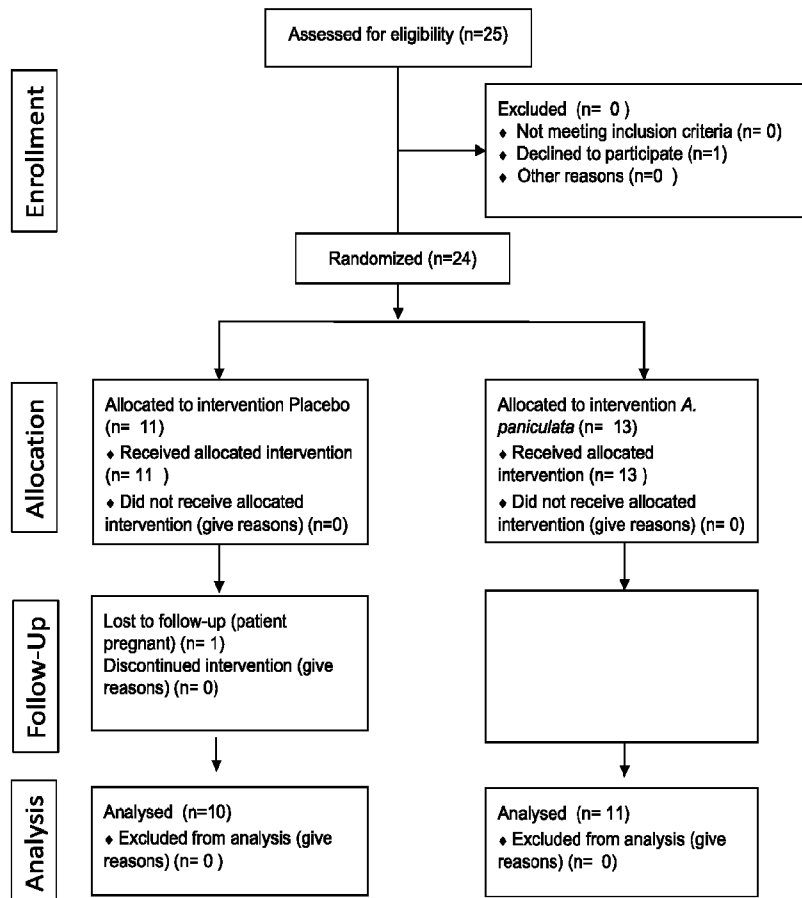 Assessed for eligibility (n=25)
Enrollment
Excluded (n= 0 )
♦ Not meeting inclusion criteria (n= 0)
♦ Declined to participate (n=1)
♦ Other reasons (n=0 )
Randomized (n=24)
Allocation
Allocated to intervention Placebo
(n= 11)
♦ Received allocated intervention
(n= 11 )
♦ Did not receive allocated
intervention (give reasons) (n=0)
Allocated to intervention A.
paniculata (n= 13)
♦ Received allocated
intervention (n= 13 )
♦ Did not receive allocated
intervention (give reasons) (n= 0)
Follow-Up
Lost to follow-up (patient
pregnant) (n= 1)
Discontinued intervention (give
reasons) (n= 0)
Analysis
Analysed (n=10)
♦ Excluded from analysis (give
reasons) (n= 0 )
Analysed (n= 11)
♦ Excluded from analysis (give
reasons) (n= 0)